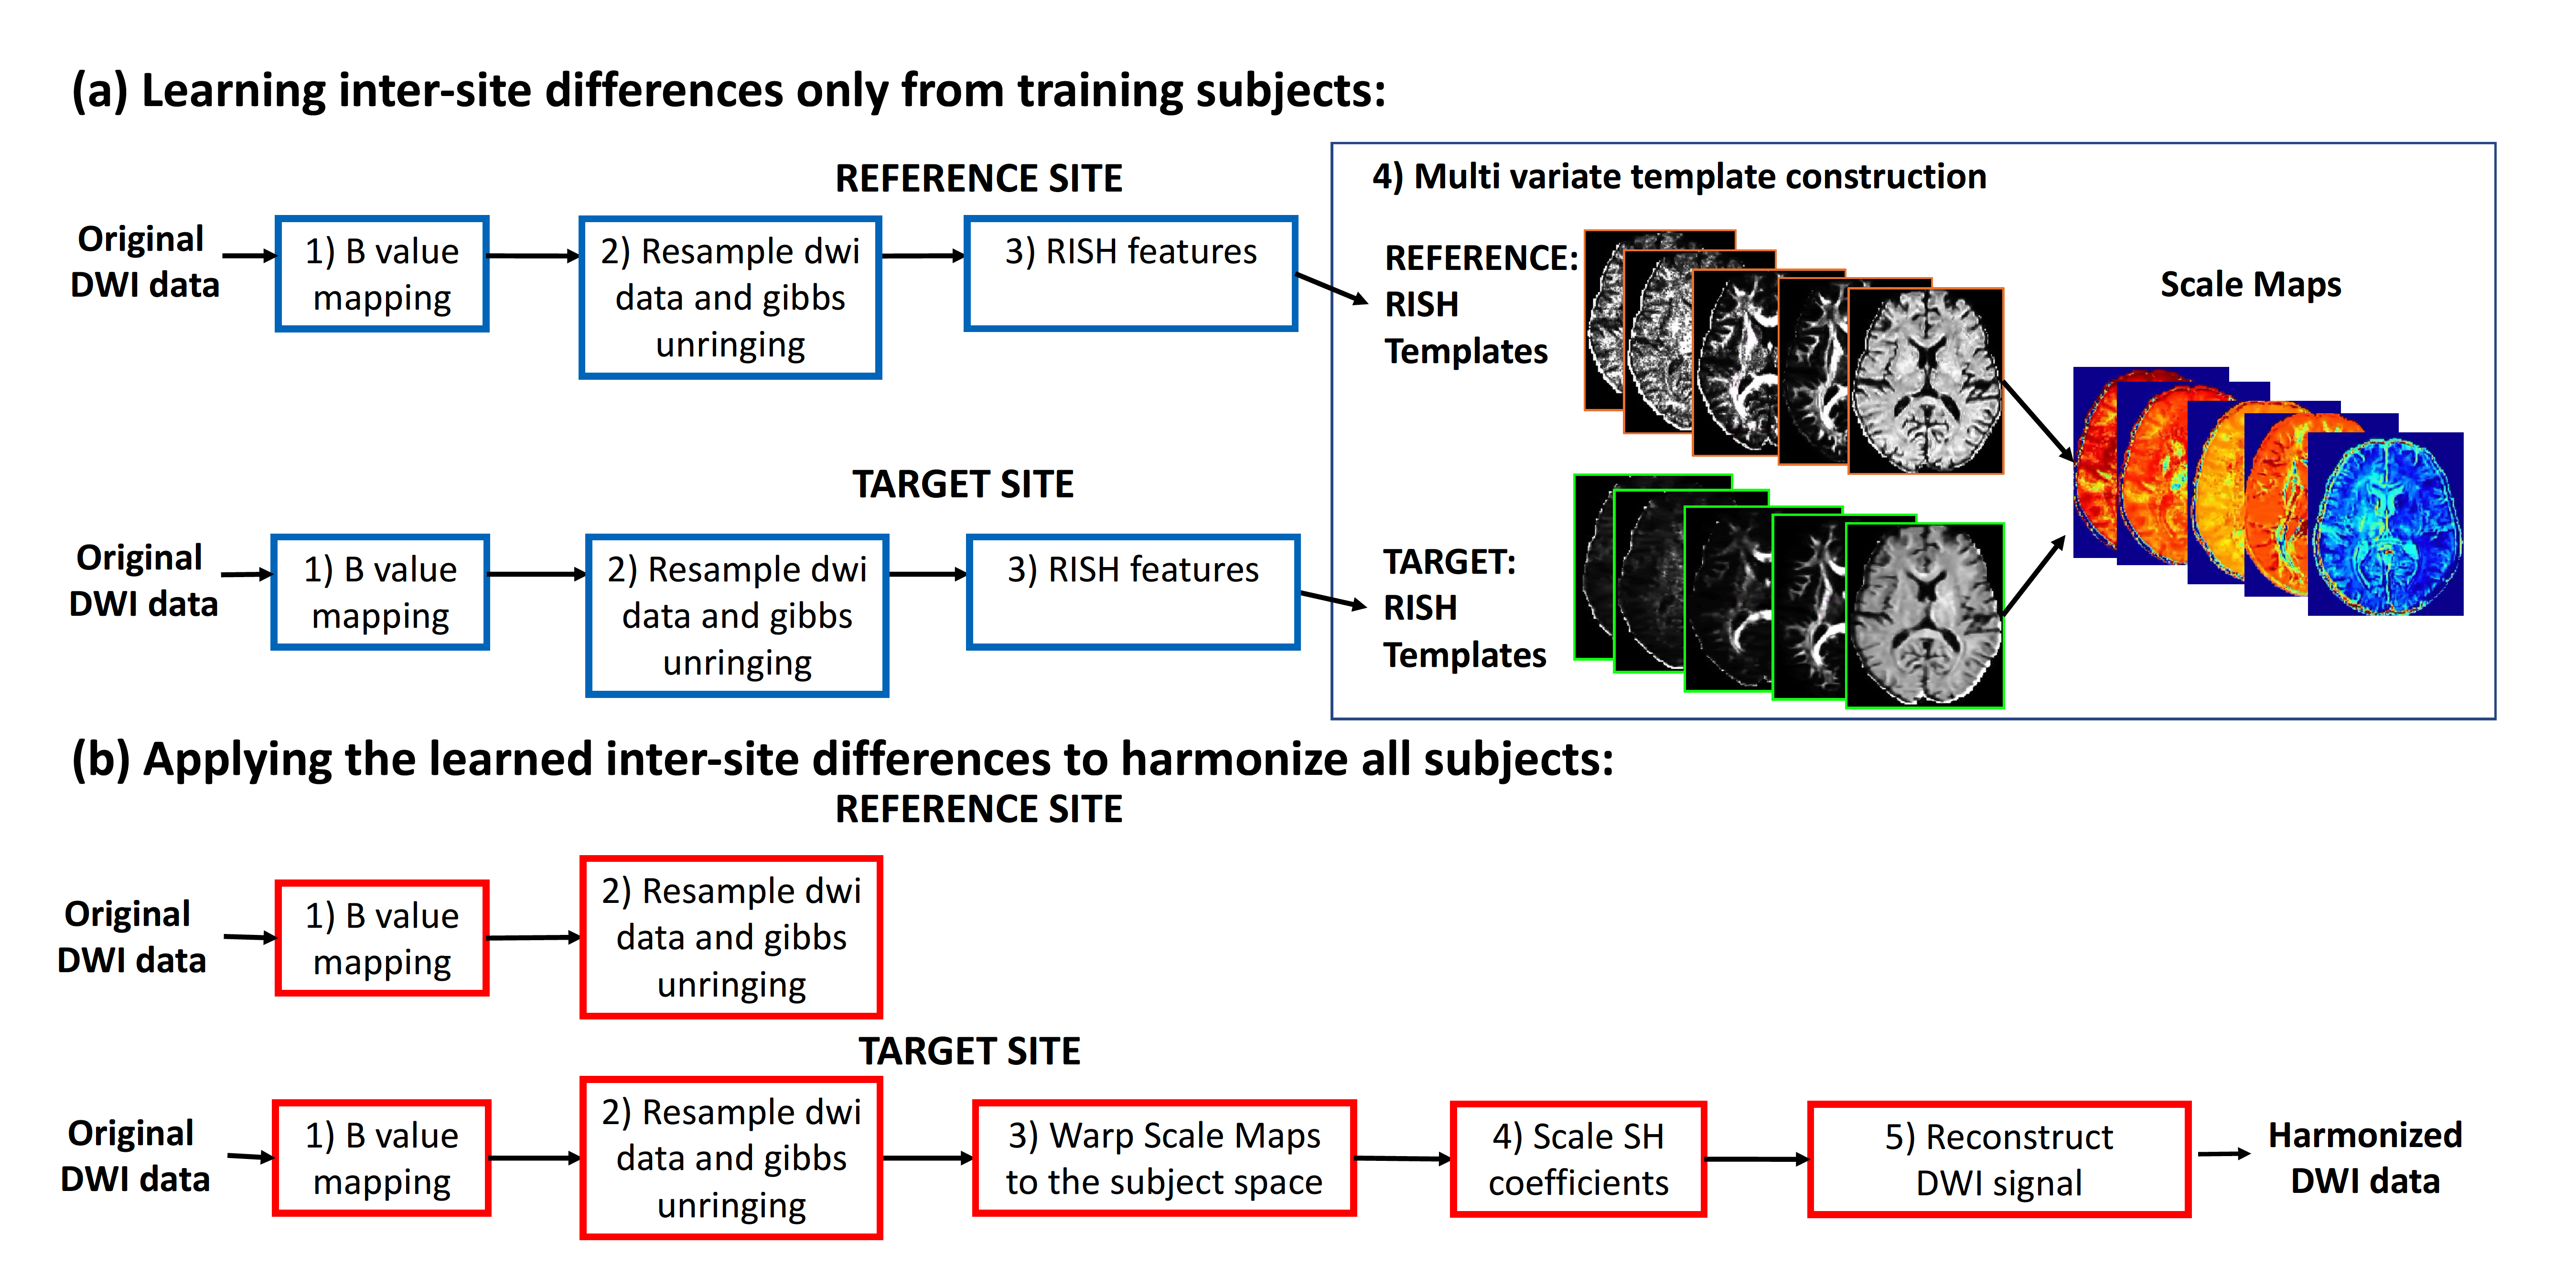 (a) Learning inter-site differences only from training subjects:
REFERENCE SITE
Original
DWI data
1) B value
mapping
2) Resample dwi
data and gibbs
unringing
3) RISH features
4) Multi variate template construction
REFERENCE:
RISH
Templates
Scale Maps
TARGET SITE
Original
DWI data
1) B value
mapping
2) Resample dwi
data and gibbs
unringing
3) RISH features
TARGET:
RISH
Templates
(b) Applying the learned inter-site differences to harmonize all subjects:
REFERENCE SITE
Original
DWI data
1) B value
mapping
2) Resample dwi
data and gibbs
unringing
TARGET SITE
Original
DWI data
1) B value
mapping
2) Resample dwi
data and gibbs
unringing
3) Warp Scale Maps
to the subject space
4) Scale SH
coefficients
5) Reconstruct
DWI signal
Harmonized
DWI data